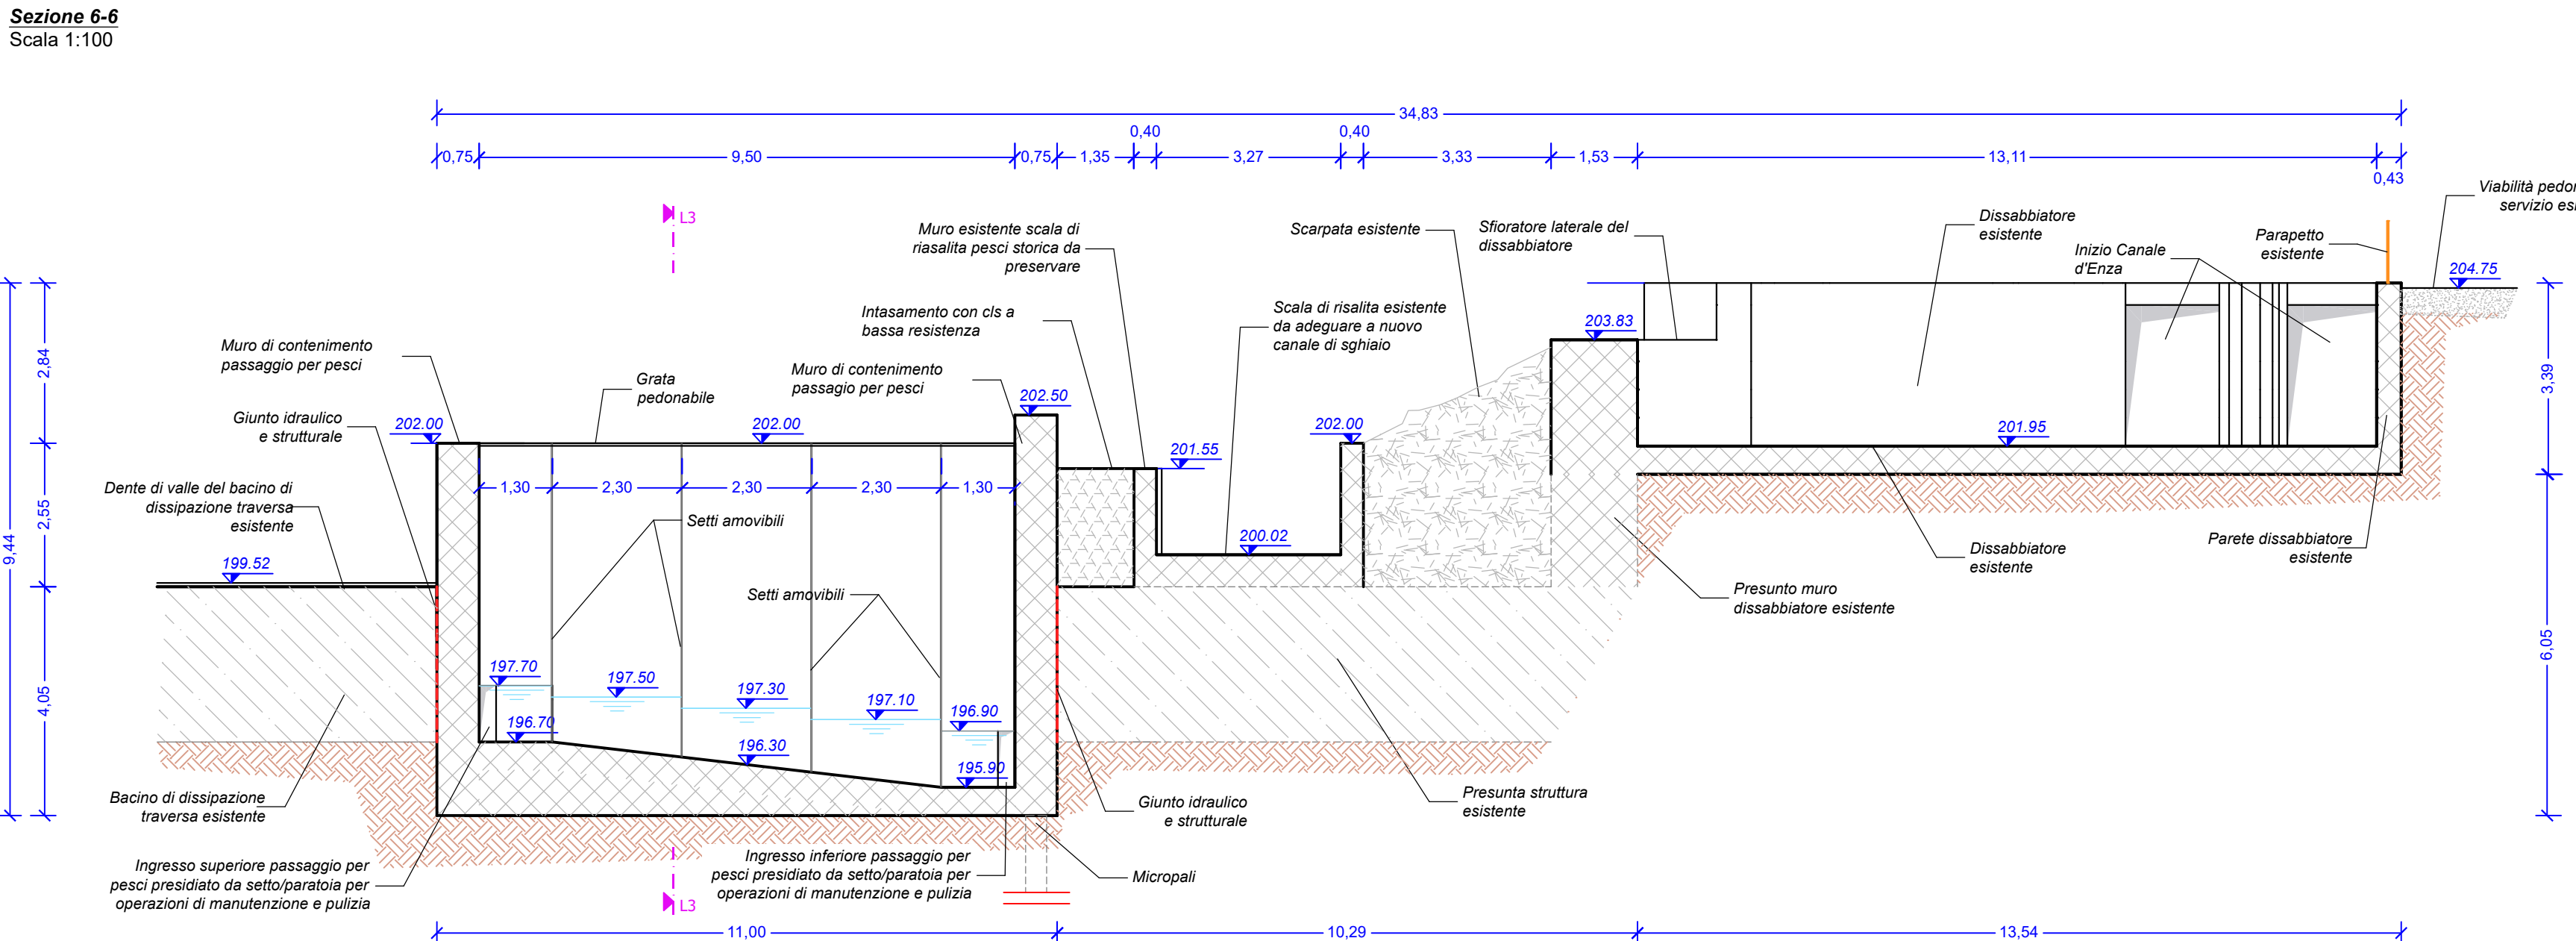 Sezione 6-6
Scala 1:100
34,83
0,40
0,40
0,75
9,50
0,75
1,35
3,27
3,33
1,53
13,11
0,43
L3
Muro esistente scala di
riasalita pesci storica da
preservare
Scarpata esistente
Sfioratore laterale del
dissabbiatore
Dissabbiatore
esistente
Inizio Canale
d'Enza
Parapetto
esistente
servizio
Viabilità
204.75
Intasamento con cls a
bassa resistenza
Scala di risalita esistente
da adeguare a nuovo
canale di sghiaio
203.83
Muro di contenimento
passaggio per pesci
Grata
pedonabile
Muro di contenimento
passagio per pesci
202.50
Giunto idraulico
e strutturale
202.00
202.00
202.00
201.55
201.95
2,84
2,55
9,44
4,05
3,39
6,05
Dente di valle del bacino di
dissipazione traversa
esistente
1,30
2,30
2,30
2,30
1,30
Setti amovibili
200.02
Dissabbiatore
esistente
Parete dissabbiatore
esistente
199.52
Setti amovibili
Presunto muro
dissabbiatore esistente
197.70
197.50
197.30
197.10
196.90
196.70
196.30
195.90
Bacino di dissipazione
traversa esistente
Giunto idraulico
e strutturale
Presunta struttura
esistente
Ingresso superiore passaggio per
pesci presidiato da setto/paratoia per
operazioni di manutenzione e pulizia
Ingresso inferiore passaggio per
pesci presidiato da setto/paratoia per
operazioni di manutenzione e pulizia
Micropali
L3
11,00
10,29
13,54